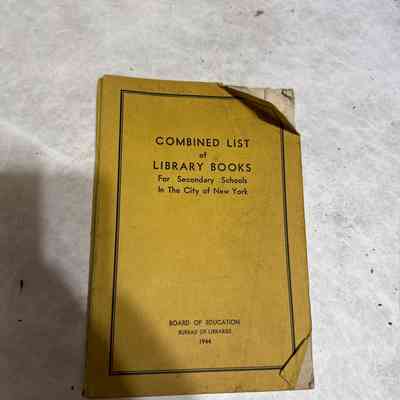 COMBINED LIST
of
LIBRARY BOOKS
For Secondary Schools
In The City of New York
BOARD OF EDUCATION
BUREAU OF LIBRARIES
1944